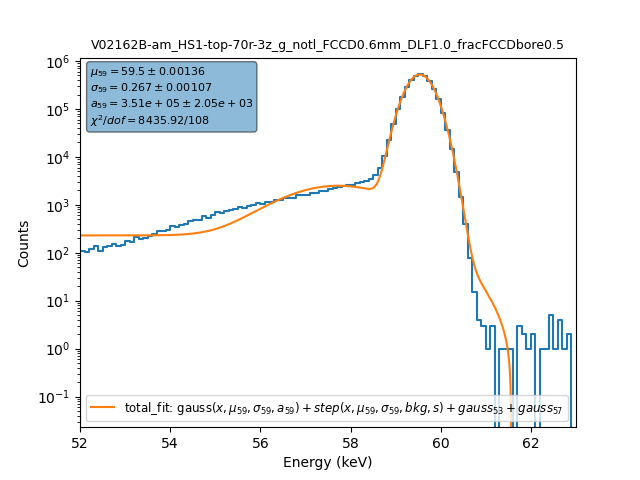 V02162B-am_HS1-top-70r-3z_g_notl_FCCD0.6mm_DLF1.0_fracFCCDbore0.5
μ₅₉ = 59.5 ± 0.00136
σ₅₉ = 0.267 ± 0.00107
a₅₉ = 3.51e + 05 ± 2.05e + 03
χ²/dof = 8435.92/108
10⁶
10⁵
10⁴
10³
10²
10¹
10⁰
10⁻¹
Counts
total_fit: gauss(x, μ₅₉, σ₅₉, a₅₉) + step(x, μ₅₉, σ₅₉, bkg, s) + gauss₅₃ + gauss₅₇
52 54 56 58 60 62
Energy (keV)